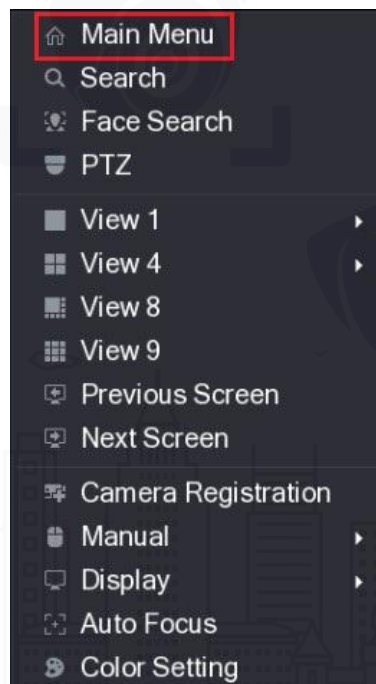 Main Menu
Search
Face Search
PTZ
View 1
View 4
View 8
View 9
Previous Screen
Next Screen
Camera Registration
Manual
Display
Auto Focus
Color Setting